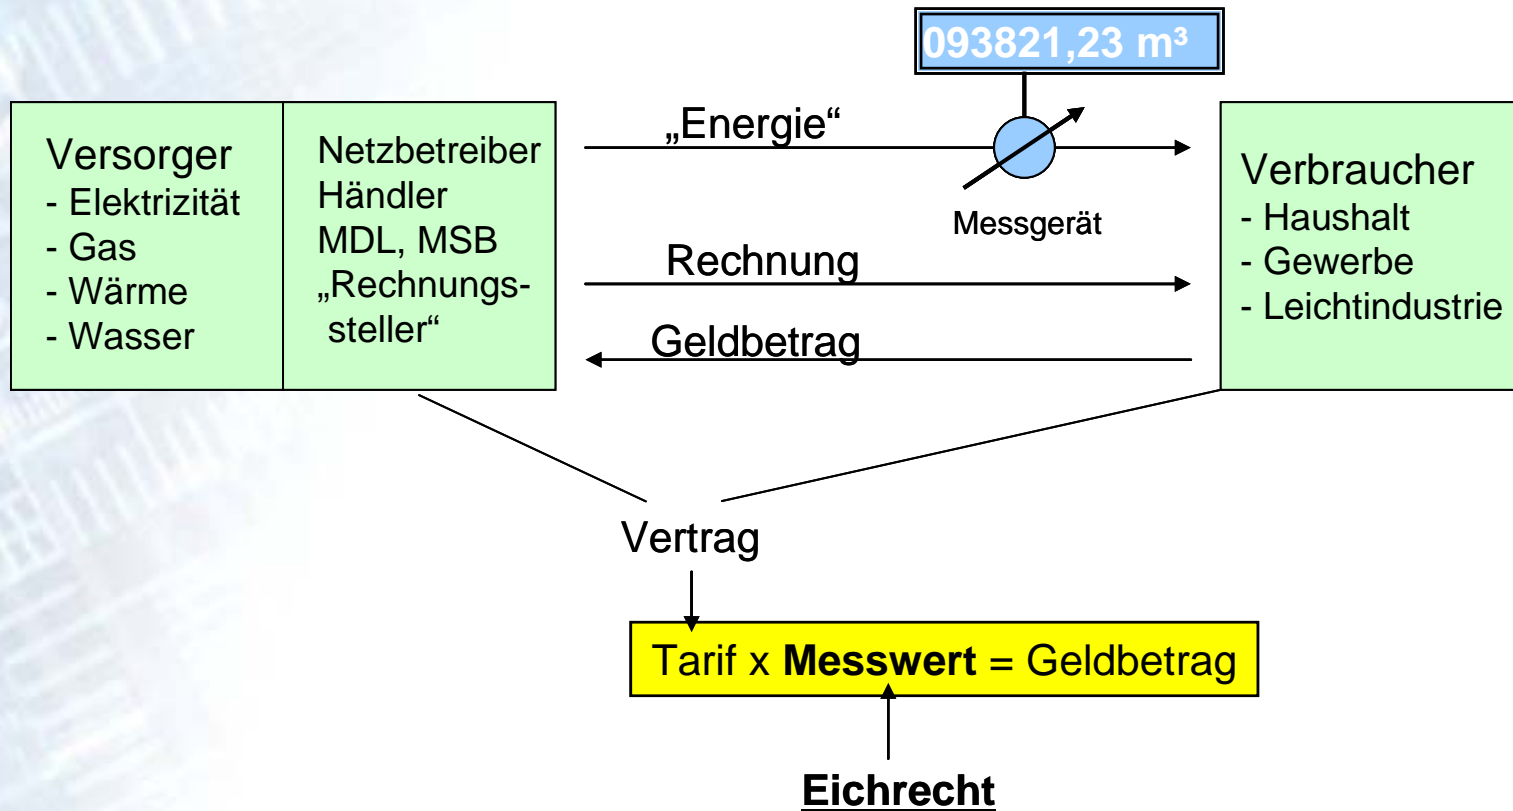 093821,23 m³
Versorger
- Elektrizität
- Gas
- Wärme
- Wasser
Netzbetreiber
Händler
MDL, MSB
„Rechnungs-
steller“
„Energie“
Messgerät
Rechnung
Geldbetrag
Verbraucher
- Haushalt
- Gewerbe
- Leichtindustrie
Vertrag
Tarif x Messwert = Geldbetrag
Eichrecht